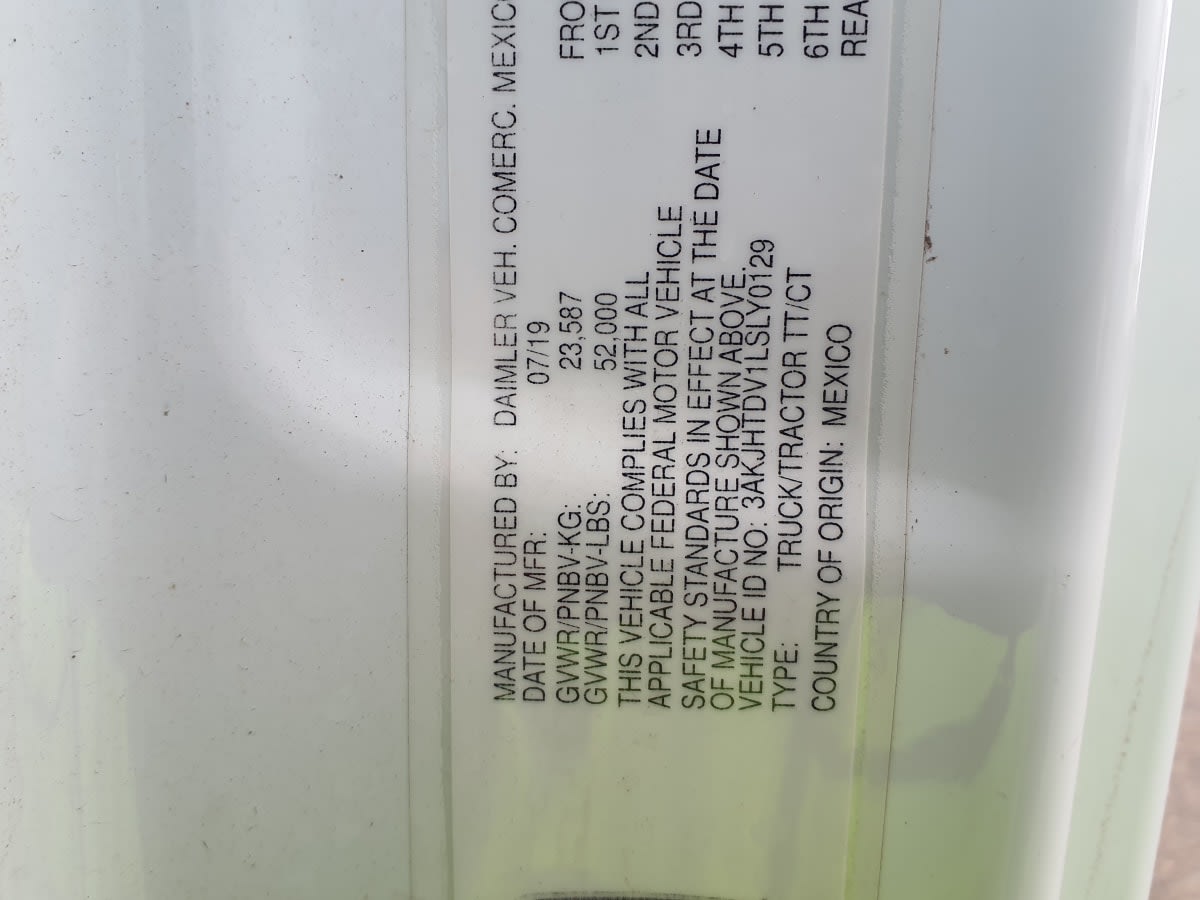 MANUFACTURED BY: DAIMLER VEH. COMERC. MEXIC
DATE OF MFR: 07/19
GVWR/PNBV-KG: 23,587 FRO
GVWR/PNBV-LBS: 52,000 1ST
THIS VEHICLE COMPLIES WITH ALL 2ND
APPLICABLE FEDERAL MOTOR VEHICLE 3RD
SAFETY STANDARDS IN EFFECT AT THE DATE 4TH
OF MANUFACTURE SHOWN ABOVE.
VEHICLE ID NO: 3AKJHTDV1LSLY0129 5TH
TYPE: TRUCK/TRACTOR TT/CT 6TH
COUNTRY OF ORIGIN: MEXICO REA